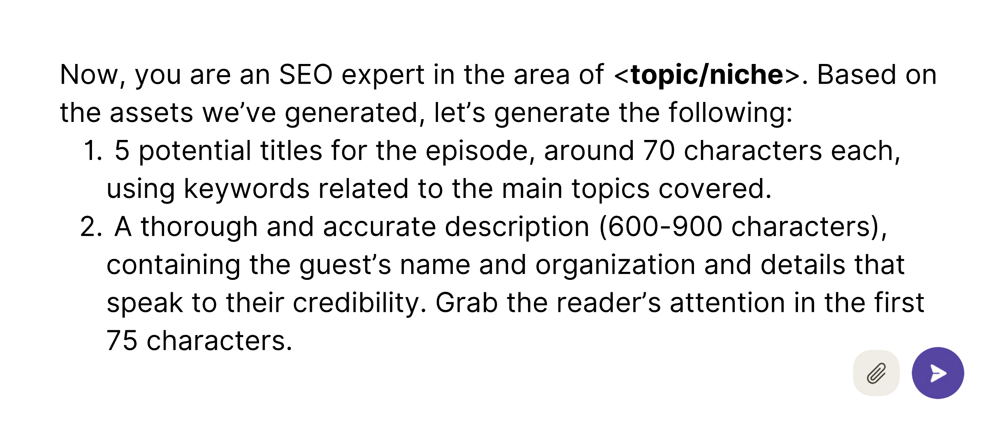 Now, you are an SEO expert in the area of <topic/niche>. Based on
the assets we’ve generated, let’s generate the following:
1. 5 potential titles for the episode, around 70 characters each,
using keywords related to the main topics covered.
2. A thorough and accurate description (600-900 characters),
containing the guest’s name and organization and details that
speak to their credibility. Grab the reader’s attention in the first
75 characters.